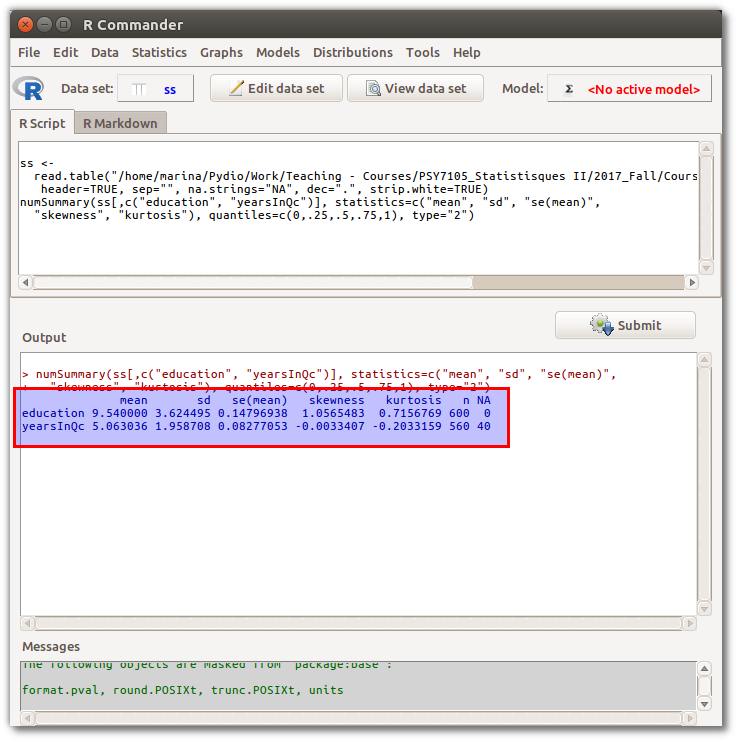 R Commander
File Edit Data Statistics Graphs Models Distributions Tools Help
R Data set: ss Edit data set View data set Model: Σ <No active model>
R Script R Markdown
ss <-
read.table("/home/marina/Pydio/Work/Teaching - Courses/PSY7105_Statistisques II/2017_Fall/Cours
header=TRUE, sep="", na.strings="NA", dec=".", strip.white=TRUE)
numSummary(ss[,c("education", "yearsInQc")], statistics=c("mean", "sd", "se(mean)",
"skewness", "kurtosis"), quantiles=c(0,.25,.5,.75,1), type="2")
Submit
Output
> numSummary(ss[,c("education", "yearsInQc")], statistics=c("mean", "sd", "se(mean)",
+ "skewness", "kurtosis"), quantiles=c(0,.25,.5,.75,1), type="2")
mean sd se(mean) skewness kurtosis n NA
education 9.540000 3.624495 0.14796938 1.0565483 0.7156769 600 0
yearsInQc 5.063036 1.958708 0.08277053 -0.0033407 -0.2033159 560 40
Messages
The following objects are masked from 'package:base':
format.pval, round.POSIXt, trunc.POSIXt, units